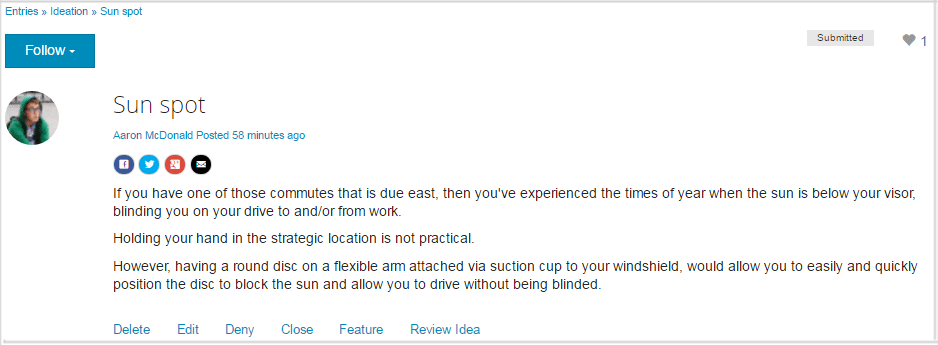 Entries » Ideation » Sun spot
Follow
Submitted
1
Sun spot
Aaron McDonald Posted 58 minutes ago
If you have one of those commutes that is due east, then you've experienced the times of year when the sun is below your visor,
blinding you on your drive to and/or from work.
Holding your hand in the strategic location is not practical.
However, having a round disc on a flexible arm attached via suction cup to your windshield, would allow you to easily and quickly
position the disc to block the sun and allow you to drive without being blinded.
Delete Edit Deny Close Feature Review Idea